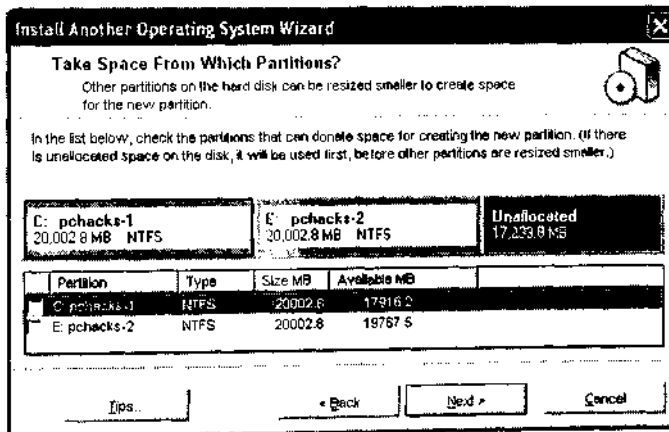 Install Another Operating System Wizard
Take Space From Which Partitions?
Other partitions on the hard disk can be resized smaller to create space
for the new partition.
In the list below, check the partitions that can donate space for creating the new partition. (If there
is unallocated space on the disk, it will be used first, before other partitions are resized smaller.)
C: pchacks-1
20,002.8 MB NTFS
E: pchacks-2
20,002.8 MB NTFS
Unallocated
17,239.8 MB
Partition Type Size MB Available MB
C: pchacks-1 NTFS 20002.8 17916.2
E: pchacks-2 NTFS 20002.8 19767.5
Tips... < Back Next > Cancel